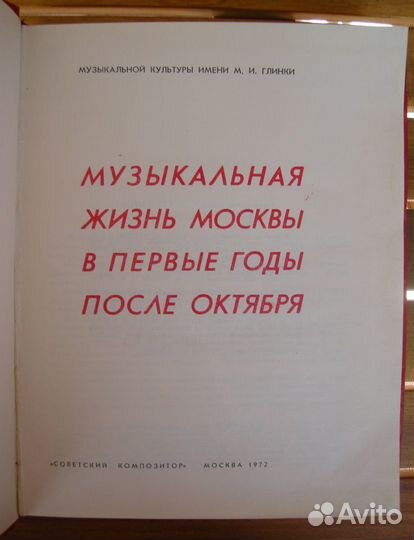 МУЗЫКАЛЬНОЙ КУЛЬТУРЫ ИМЕНИ М. И. ГЛИНКИ
МУЗЫКАЛЬНАЯ
ЖИЗНЬ МОСКВЫ
В ПЕРВЫЕ ГОДЫ
ПОСЛЕ ОКТЯБРЯ
«СОВЕТСКИЙ КОМПОЗИТОР» МОСКВА 1972
Avito